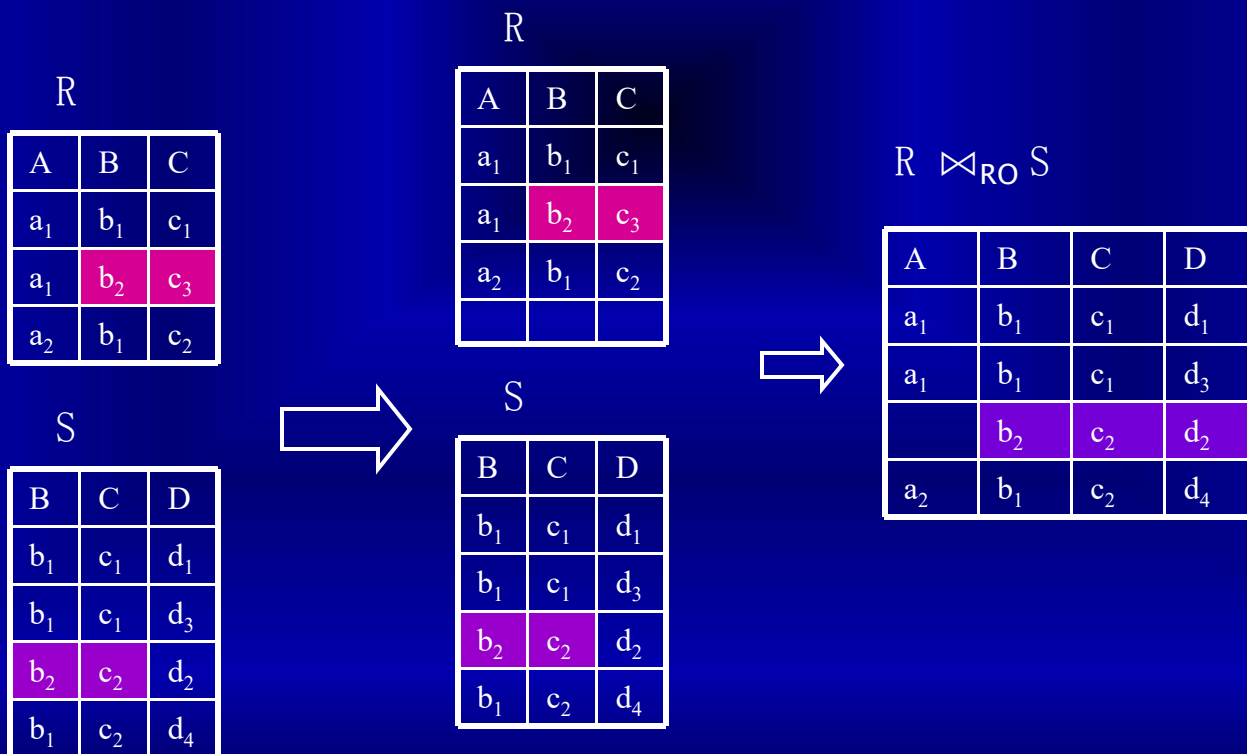 R
A B C
a₁ b₁ c₁
a₁ b₂ c₃
a₂ b₁ c₂
S
B C D
b₁ c₁ d₁
b₁ c₁ d₃
b₂ c₂ d₂
b₁ c₂ d₄
R
A B C
a₁ b₁ c₁
a₁ b₂ c₃
a₂ b₁ c₂
S
B C D
b₁ c₁ d₁
b₁ c₁ d₃
b₂ c₂ d₂
b₁ c₂ d₄
R ⋈RO S
A B C D
a₁ b₁ c₁ d₁
a₁ b₁ c₁ d₃
b₂ c₂ d₂
a₂ b₁ c₂ d₄